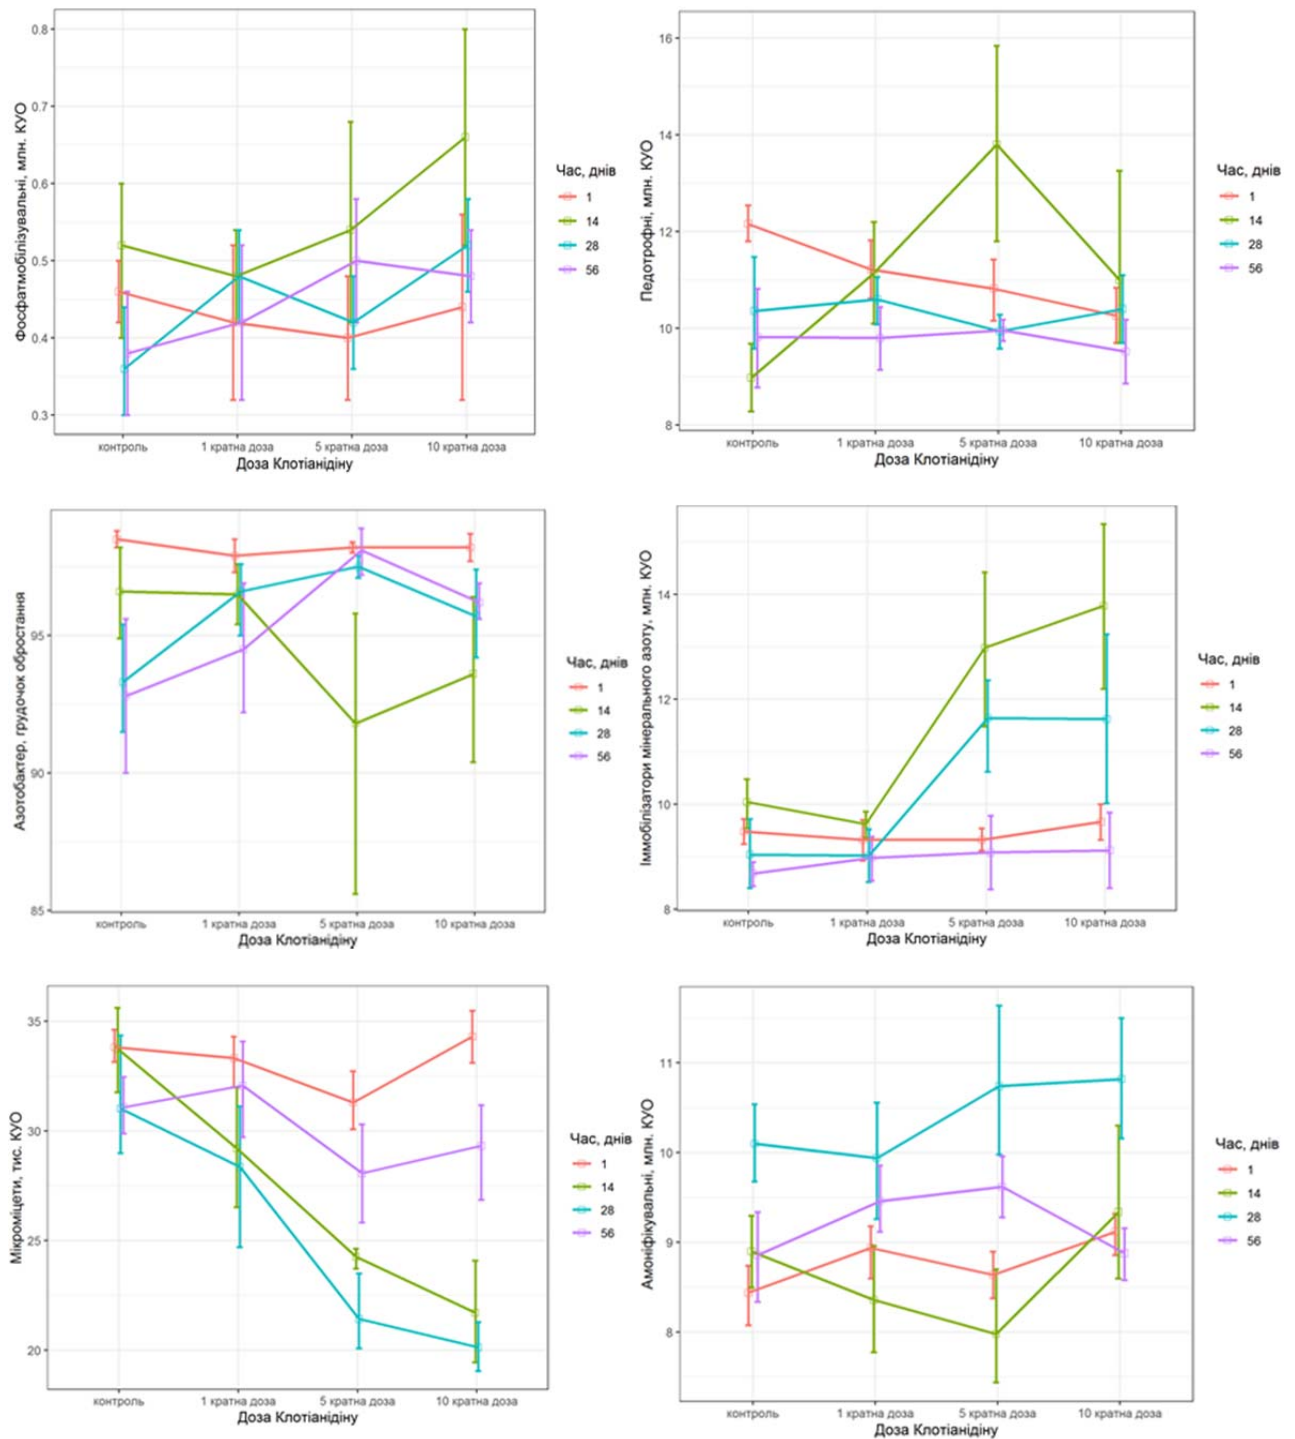 Фосфатмобілізувальні, млн. КУО
0.8
0.7
0.6
0.5
0.4
0.3
контроль 1 кратна доза 5 кратна доза 10 кратна доза
Доза Клотіанідіну
Час, днів
1
14
28
56
Педотрофні, млн. КУО
16
14
12
10
8
контроль 1 кратна доза 5 кратна доза 10 кратна доза
Доза Клотіанідіну
Час, днів
1
14
28
56
Азотобактер, грудочок обростання
95
90
85
контроль 1 кратна доза 5 кратна доза 10 кратна доза
Доза Клотіанідіну
Час, днів
1
14
28
56
Іммобілізатори мінерального азоту, млн. КУО
14
12
10
8
контроль 1 кратна доза 5 кратна доза 10 кратна доза
Доза Клотіанідіну
Час, днів
1
14
28
56
Мікроміцети, тис. КУО
35
30
25
20
контроль 1 кратна доза 5 кратна доза 10 кратна доза
Доза Клотіанідіну
Час, днів
1
14
28
56
Амоніфікувальні, млн. КУО
11
10
9
8
контроль 1 кратна доза 5 кратна доза 10 кратна доза
Доза Клотіанідіну
Час, днів
1
14
28
56